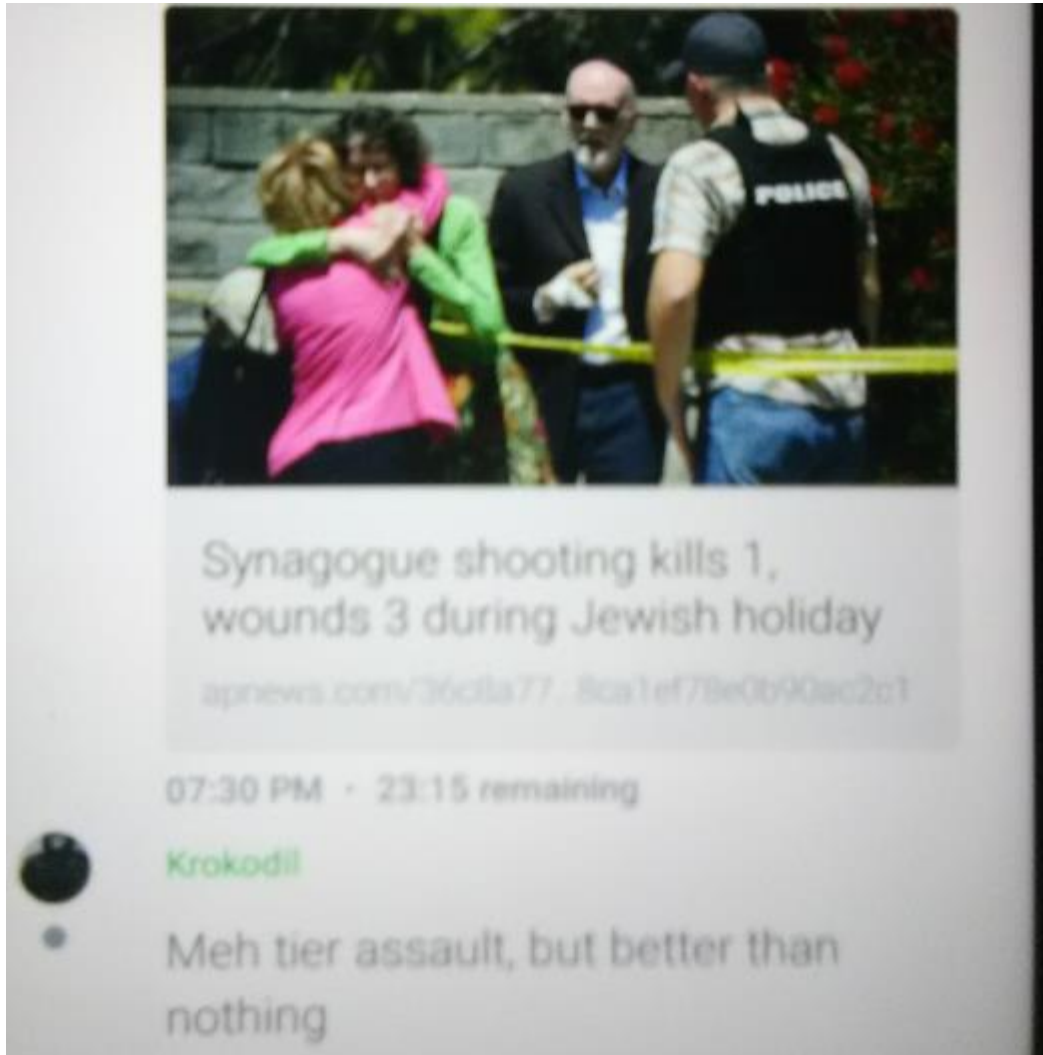 POLICE
Synagogue shooting kills 1,
wounds 3 during Jewish holiday
07:30 PM · 23:15 remaining
Krokodil
Meh tier assault, but better than
nothing